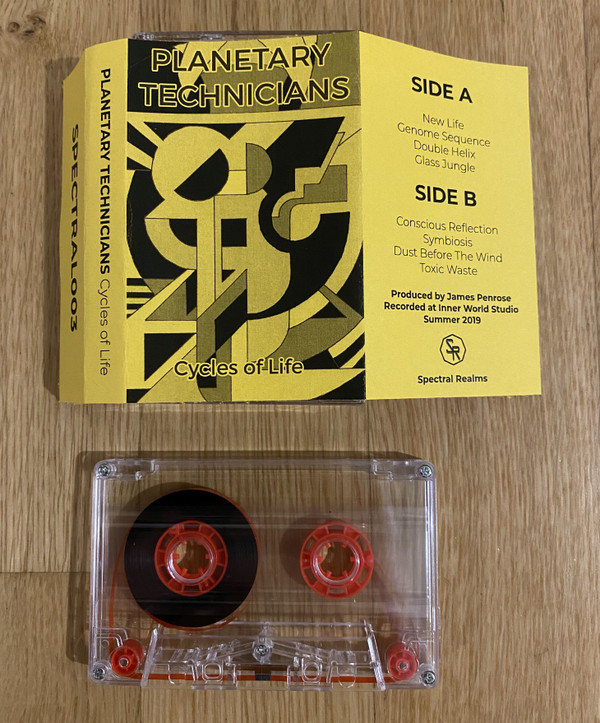 SPECTRAL003
PLANETARY TECHNICIANS Cycles of Life
PLANETARY
TECHNICIANS
Cycles of Life
SIDE A
New Life
Genome Sequence
Double Helix
Glass Jungle
SIDE B
Conscious Reflection
Symbiosis
Dust Before The Wind
Toxic Waste
Produced by James Penrose
Recorded at Inner World Studio
Summer 2019
SR
Spectral Realms